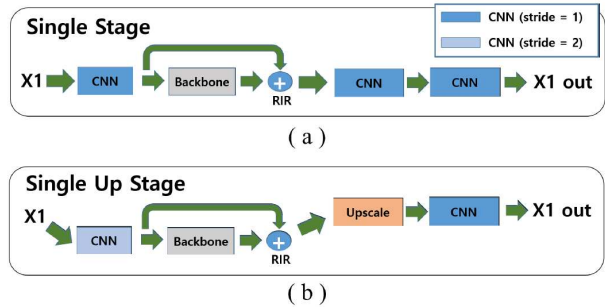 Single Stage
CNN (stride = 1)
CNN (stride = 2)
X1
CNN
Backbone
+
RIR
CNN
CNN
X1 out
( a )
Single Up Stage
X1
CNN
Backbone
+
RIR
Upscale
CNN
X1 out
( b )